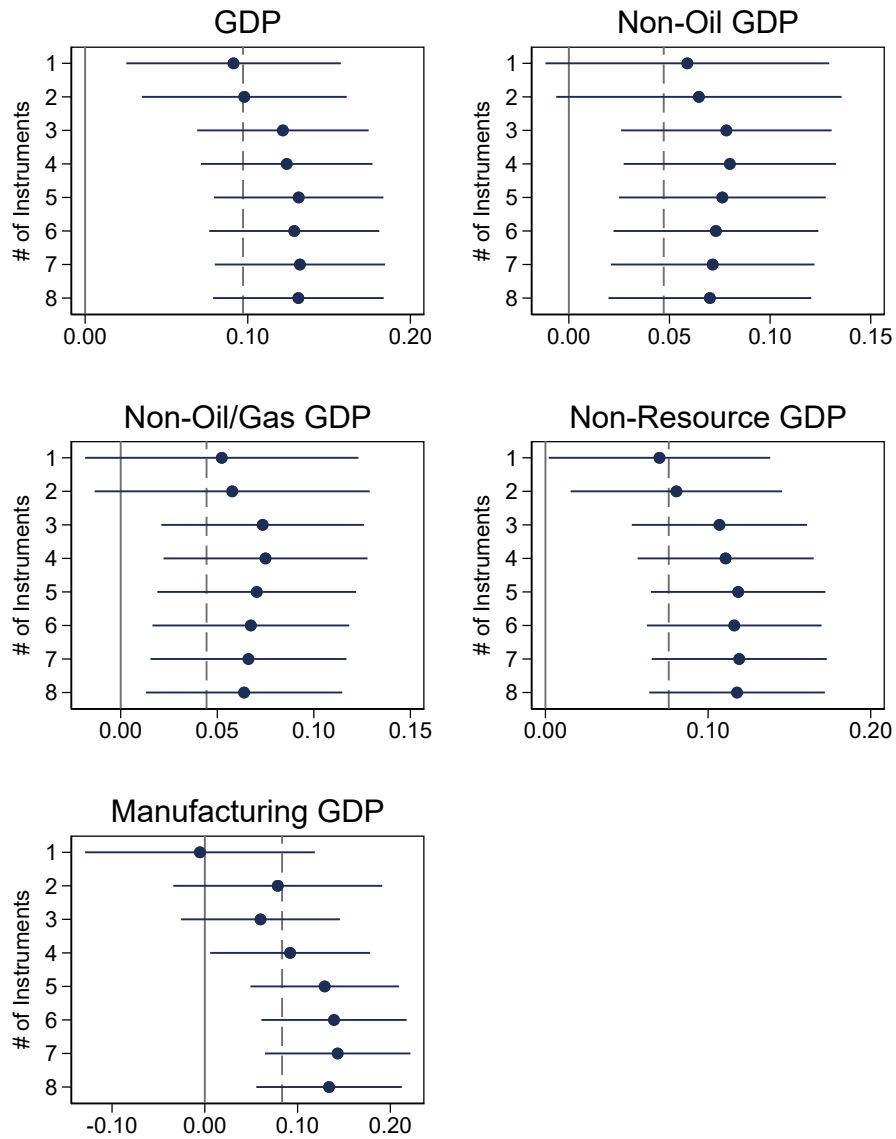 GDP
# of Instruments
1
2
3
4
5
6
7
8
0.00 0.10 0.20
Non-Oil GDP
# of Instruments
1
2
3
4
5
6
7
8
0.00 0.05 0.10 0.15
Non-Oil/Gas GDP
# of Instruments
1
2
3
4
5
6
7
8
0.00 0.05 0.10 0.15
Non-Resource GDP
# of Instruments
1
2
3
4
5
6
7
8
0.00 0.10 0.20
Manufacturing GDP
# of Instruments
1
2
3
4
5
6
7
8
-0.10 0.00 0.10 0.20